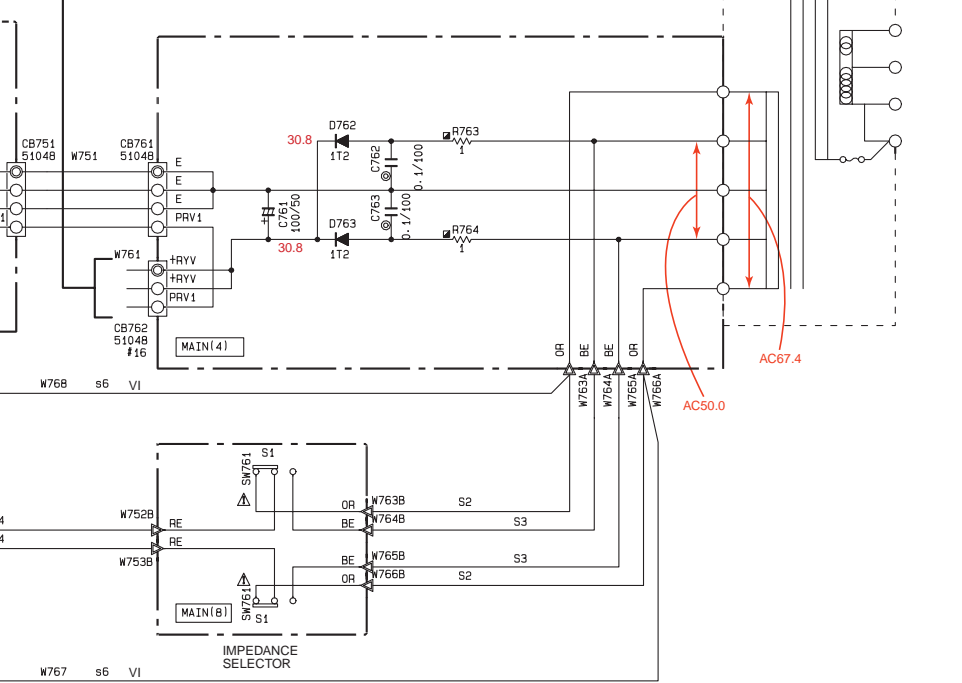 CB751
51048
W751
CB761
51048
E
E
E
PRV1
W761
+RYV
+RYV
PRV1
CB762
51048
#16
MAIN(4)
30.8
D762
1T2
C762
0.1/100
R763
1
C761
100/50
30.8
D763
1T2
C763
0.1/100
R764
1
OR
BE
BE
OR
W763A
W764A
W765A
W766A
AC50.0
AC67.4
W768 s6 VI
W752B
RE
RE
W753B
SW761
S1
OR
BE
BE
OR
SW761
S1
MAIN(8)
W763B
W764B
W765B
W766B
S2
S3
S3
S2
IMPEDANCE
SELECTOR
W767 s6 VI
1
4
4